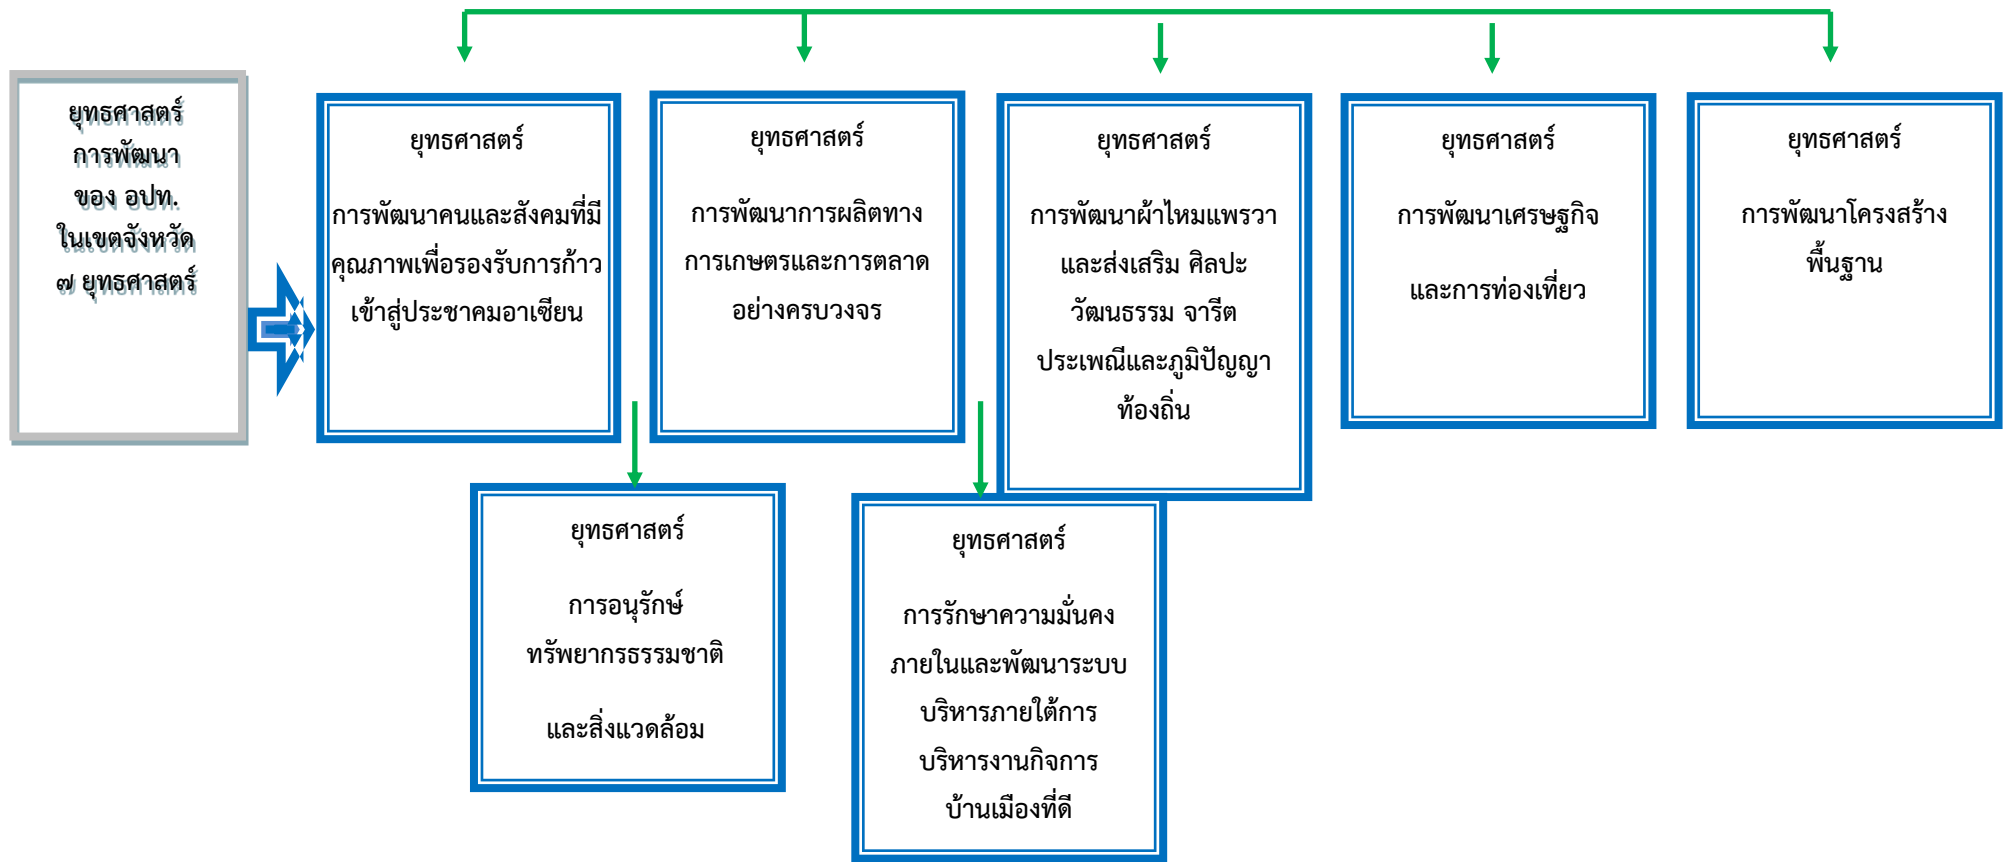 ยุทธศาสตร์
การพัฒนา
ของ อปท.
ในเขตจังหวัด
๗ ยุทธศาสตร์
ยุทธศาสตร์
การพัฒนาคนและสังคมที่มี
คุณภาพเพื่อรองรับการก้าว
เข้าสู่ประชาคมอาเซียน
ยุทธศาสตร์
การพัฒนาการผลิตทาง
การเกษตรและการตลาด
อย่างครบวงจร
ยุทธศาสตร์
การพัฒนาผ้าไหมแพรวา
และส่งเสริม ศิลปะ
วัฒนธรรม จารีต
ประเพณีและภูมิปัญญา
ท้องถิ่น
ยุทธศาสตร์
การพัฒนาเศรษฐกิจ
และการท่องเที่ยว
ยุทธศาสตร์
การพัฒนาโครงสร้าง
พื้นฐาน
ยุทธศาสตร์
การอนุรักษ์
ทรัพยากรธรรมชาติ
และสิ่งแวดล้อม
ยุทธศาสตร์
การรักษาความมั่นคง
ภายในและพัฒนาระบบ
บริหารภายใต้การ
บริหารงานกิจการ
บ้านเมืองที่ดี